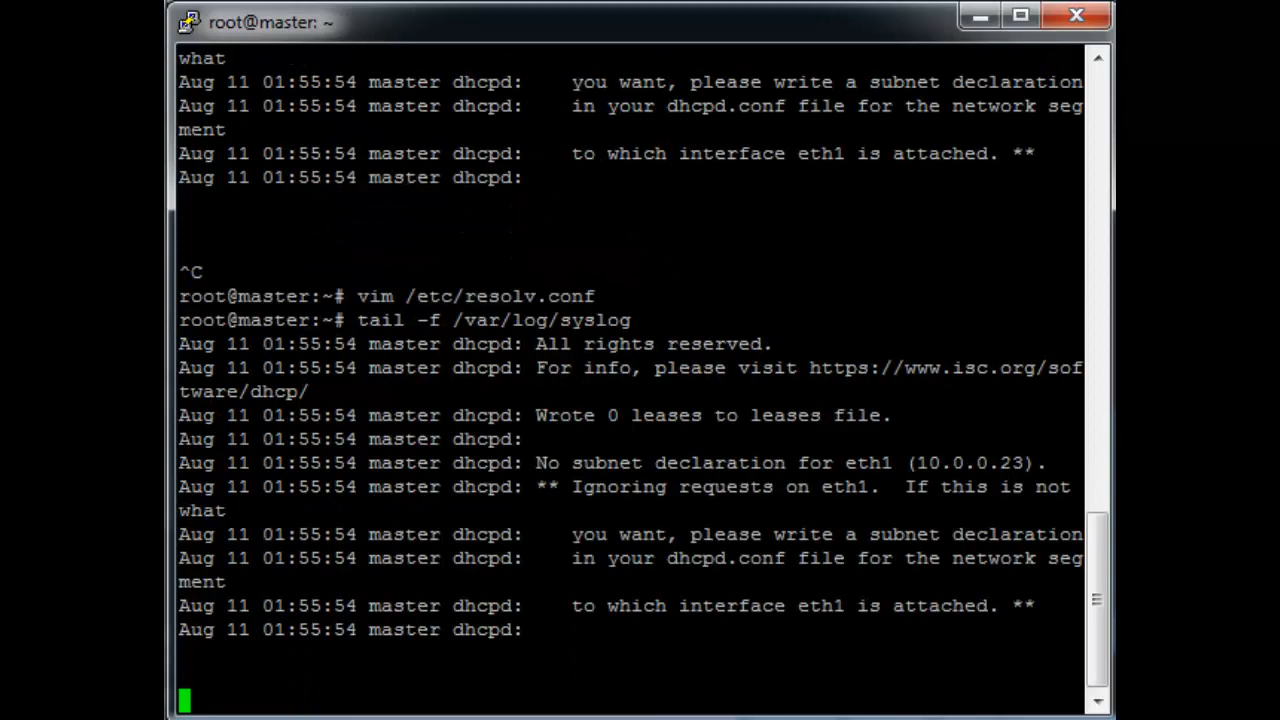 root@master: ~
what
Aug 11 01:55:54 master dhcpd:    you want, please write a subnet declaration
Aug 11 01:55:54 master dhcpd:    in your dhcpd.conf file for the network seg
ment
Aug 11 01:55:54 master dhcpd:    to which interface eth1 is attached. **
Aug 11 01:55:54 master dhcpd:
^C
root@master:~# vim /etc/resolv.conf
root@master:~# tail -f /var/log/syslog
Aug 11 01:55:54 master dhcpd: All rights reserved.
Aug 11 01:55:54 master dhcpd: For info, please visit https://www.isc.org/sof
tware/dhcp/
Aug 11 01:55:54 master dhcpd: Wrote 0 leases to leases file.
Aug 11 01:55:54 master dhcpd:
Aug 11 01:55:54 master dhcpd: No subnet declaration for eth1 (10.0.0.23).
Aug 11 01:55:54 master dhcpd: ** Ignoring requests on eth1.  If this is not
what
Aug 11 01:55:54 master dhcpd:    you want, please write a subnet declaration
Aug 11 01:55:54 master dhcpd:    in your dhcpd.conf file for the network seg
ment
Aug 11 01:55:54 master dhcpd:    to which interface eth1 is attached. **
Aug 11 01:55:54 master dhcpd: